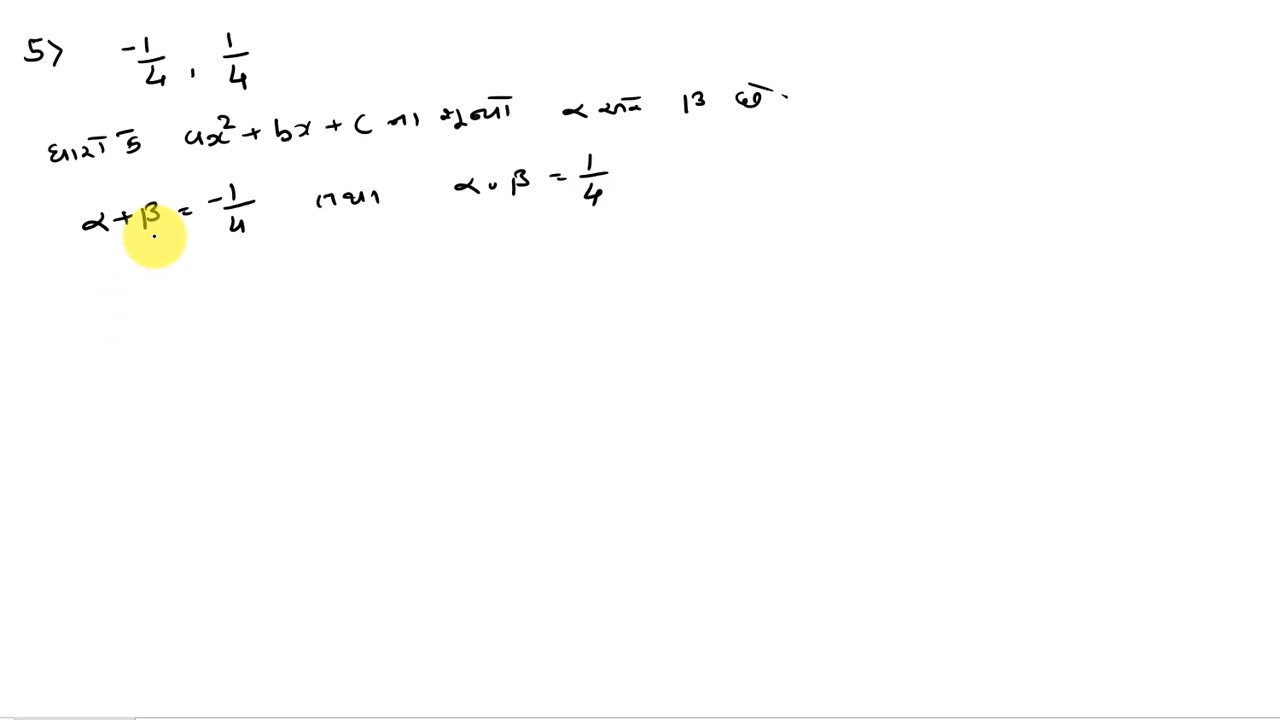 5> -1/4 , 1/4
ધારો કે ax² + bx + c ના શૂન્યો α અને β છે.
α + β = -1/4 તથા α · β = 1/4